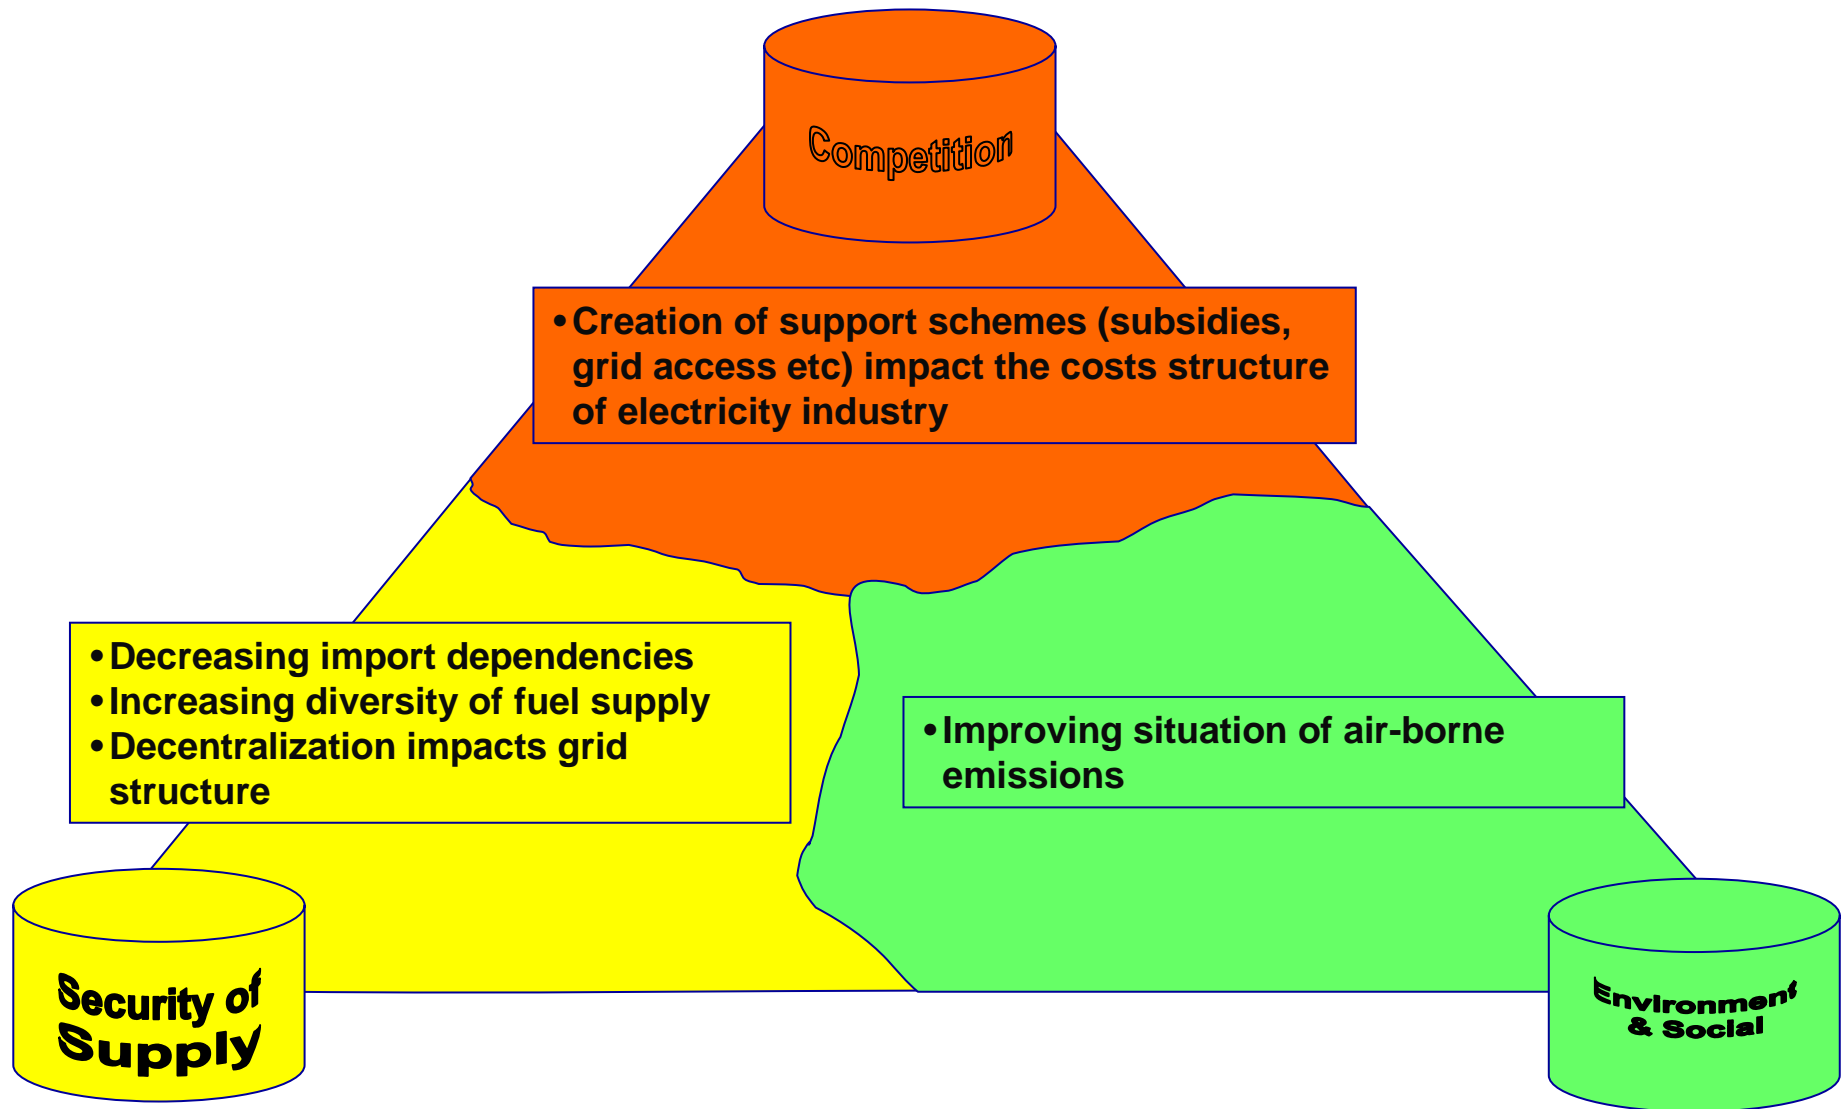 Competition
•Creation of support schemes (subsidies,
grid access etc) impact the costs structure
of electricity industry
•Decreasing import dependencies
•Increasing diversity of fuel supply
•Decentralization impacts grid
structure
•Improving situation of air-borne
emissions
Security of
Supply
Environment
& Social